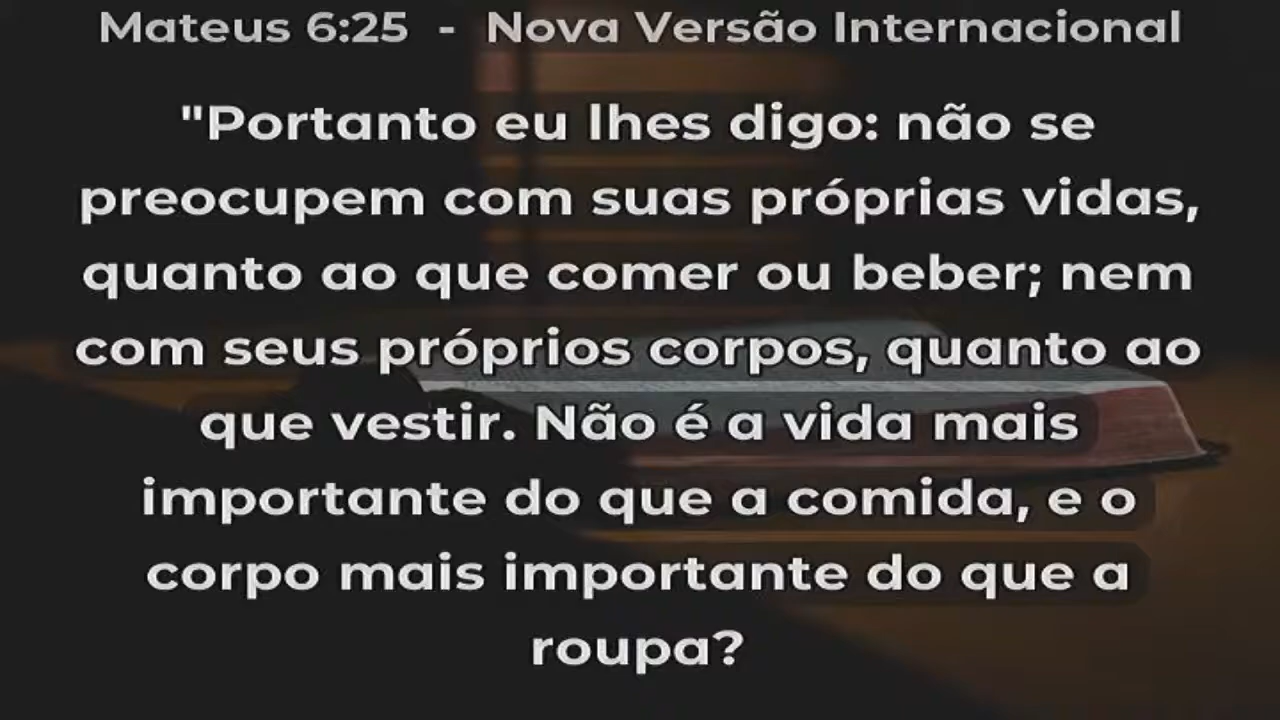 Mateus 6:25 - Nova Versão Internacional
"Portanto eu lhes digo: não se
preocupem com suas próprias vidas,
quanto ao que comer ou beber; nem
com seus próprios corpos, quanto ao
que vestir. Não é a vida mais
importante do que a comida, e o
corpo mais importante do que a
roupa?